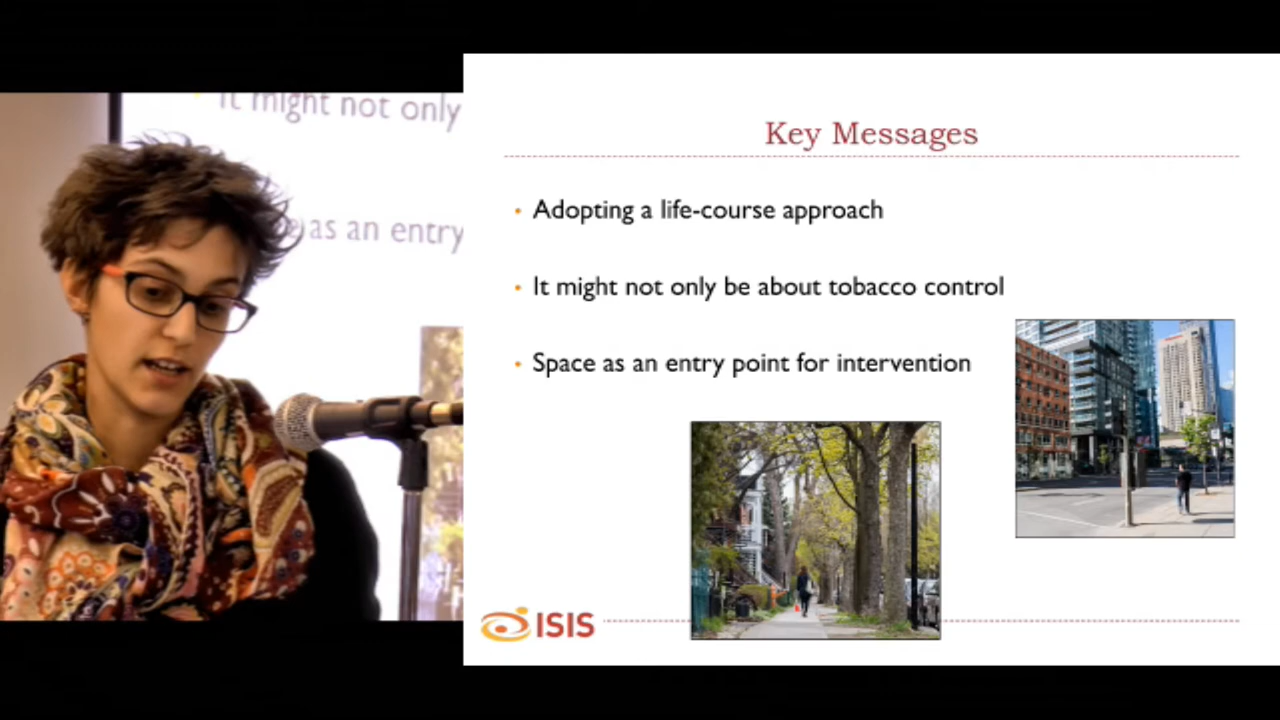 It might not only
as an entry
Key Messages
Adopting a life-course approach
It might not only be about tobacco control
Space as an entry point for intervention
ISIS